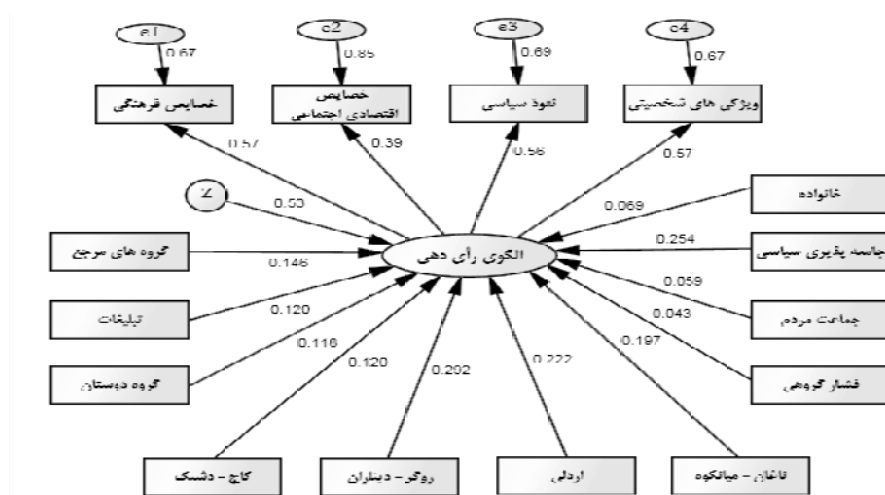 e1
e2
e3
e4
0.67
0.85
0.69
0.67
خصایص فرهنگی
خصایص
اقتصادی اجتماعی
نفوذ سیاسی
ویژگی های شخصیتی
0.57
0.39
0.56
0.57
Z
0.53
خانواده
0.069
گروه های مرجع
0.146
الگوی رأی دهی
0.254
جامعه پذیری سیاسی
0.059
تبلیغات
0.120
0.043
جماعت مردم
0.116
0.120
0.202
0.222
0.197
گروه دوستان
فشار گروهی
کاج - دشتک
روگر - دیناران
اردلی
ناغان - میانکوه